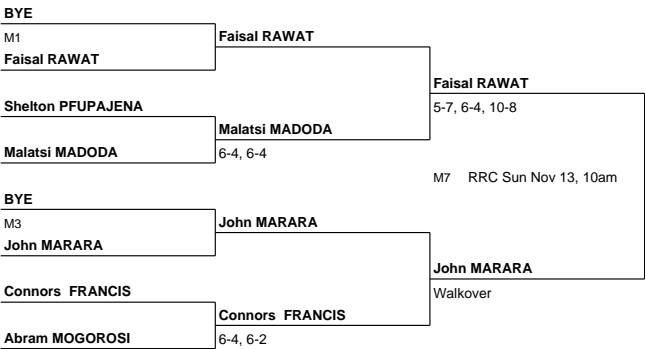 BYE
M1
Faisal RAWAT
Faisal RAWAT
Faisal RAWAT
5-7, 6-4, 10-8
Shelton PFUPAJENA
Malatsi MADODA
Malatsi MADODA
6-4, 6-4
M7 RRC Sun Nov 13, 10am
BYE
M3
John MARARA
John MARARA
John MARARA
Walkover
Connors FRANCIS
Connors FRANCIS
Abram MOGOROSI
6-4, 6-2